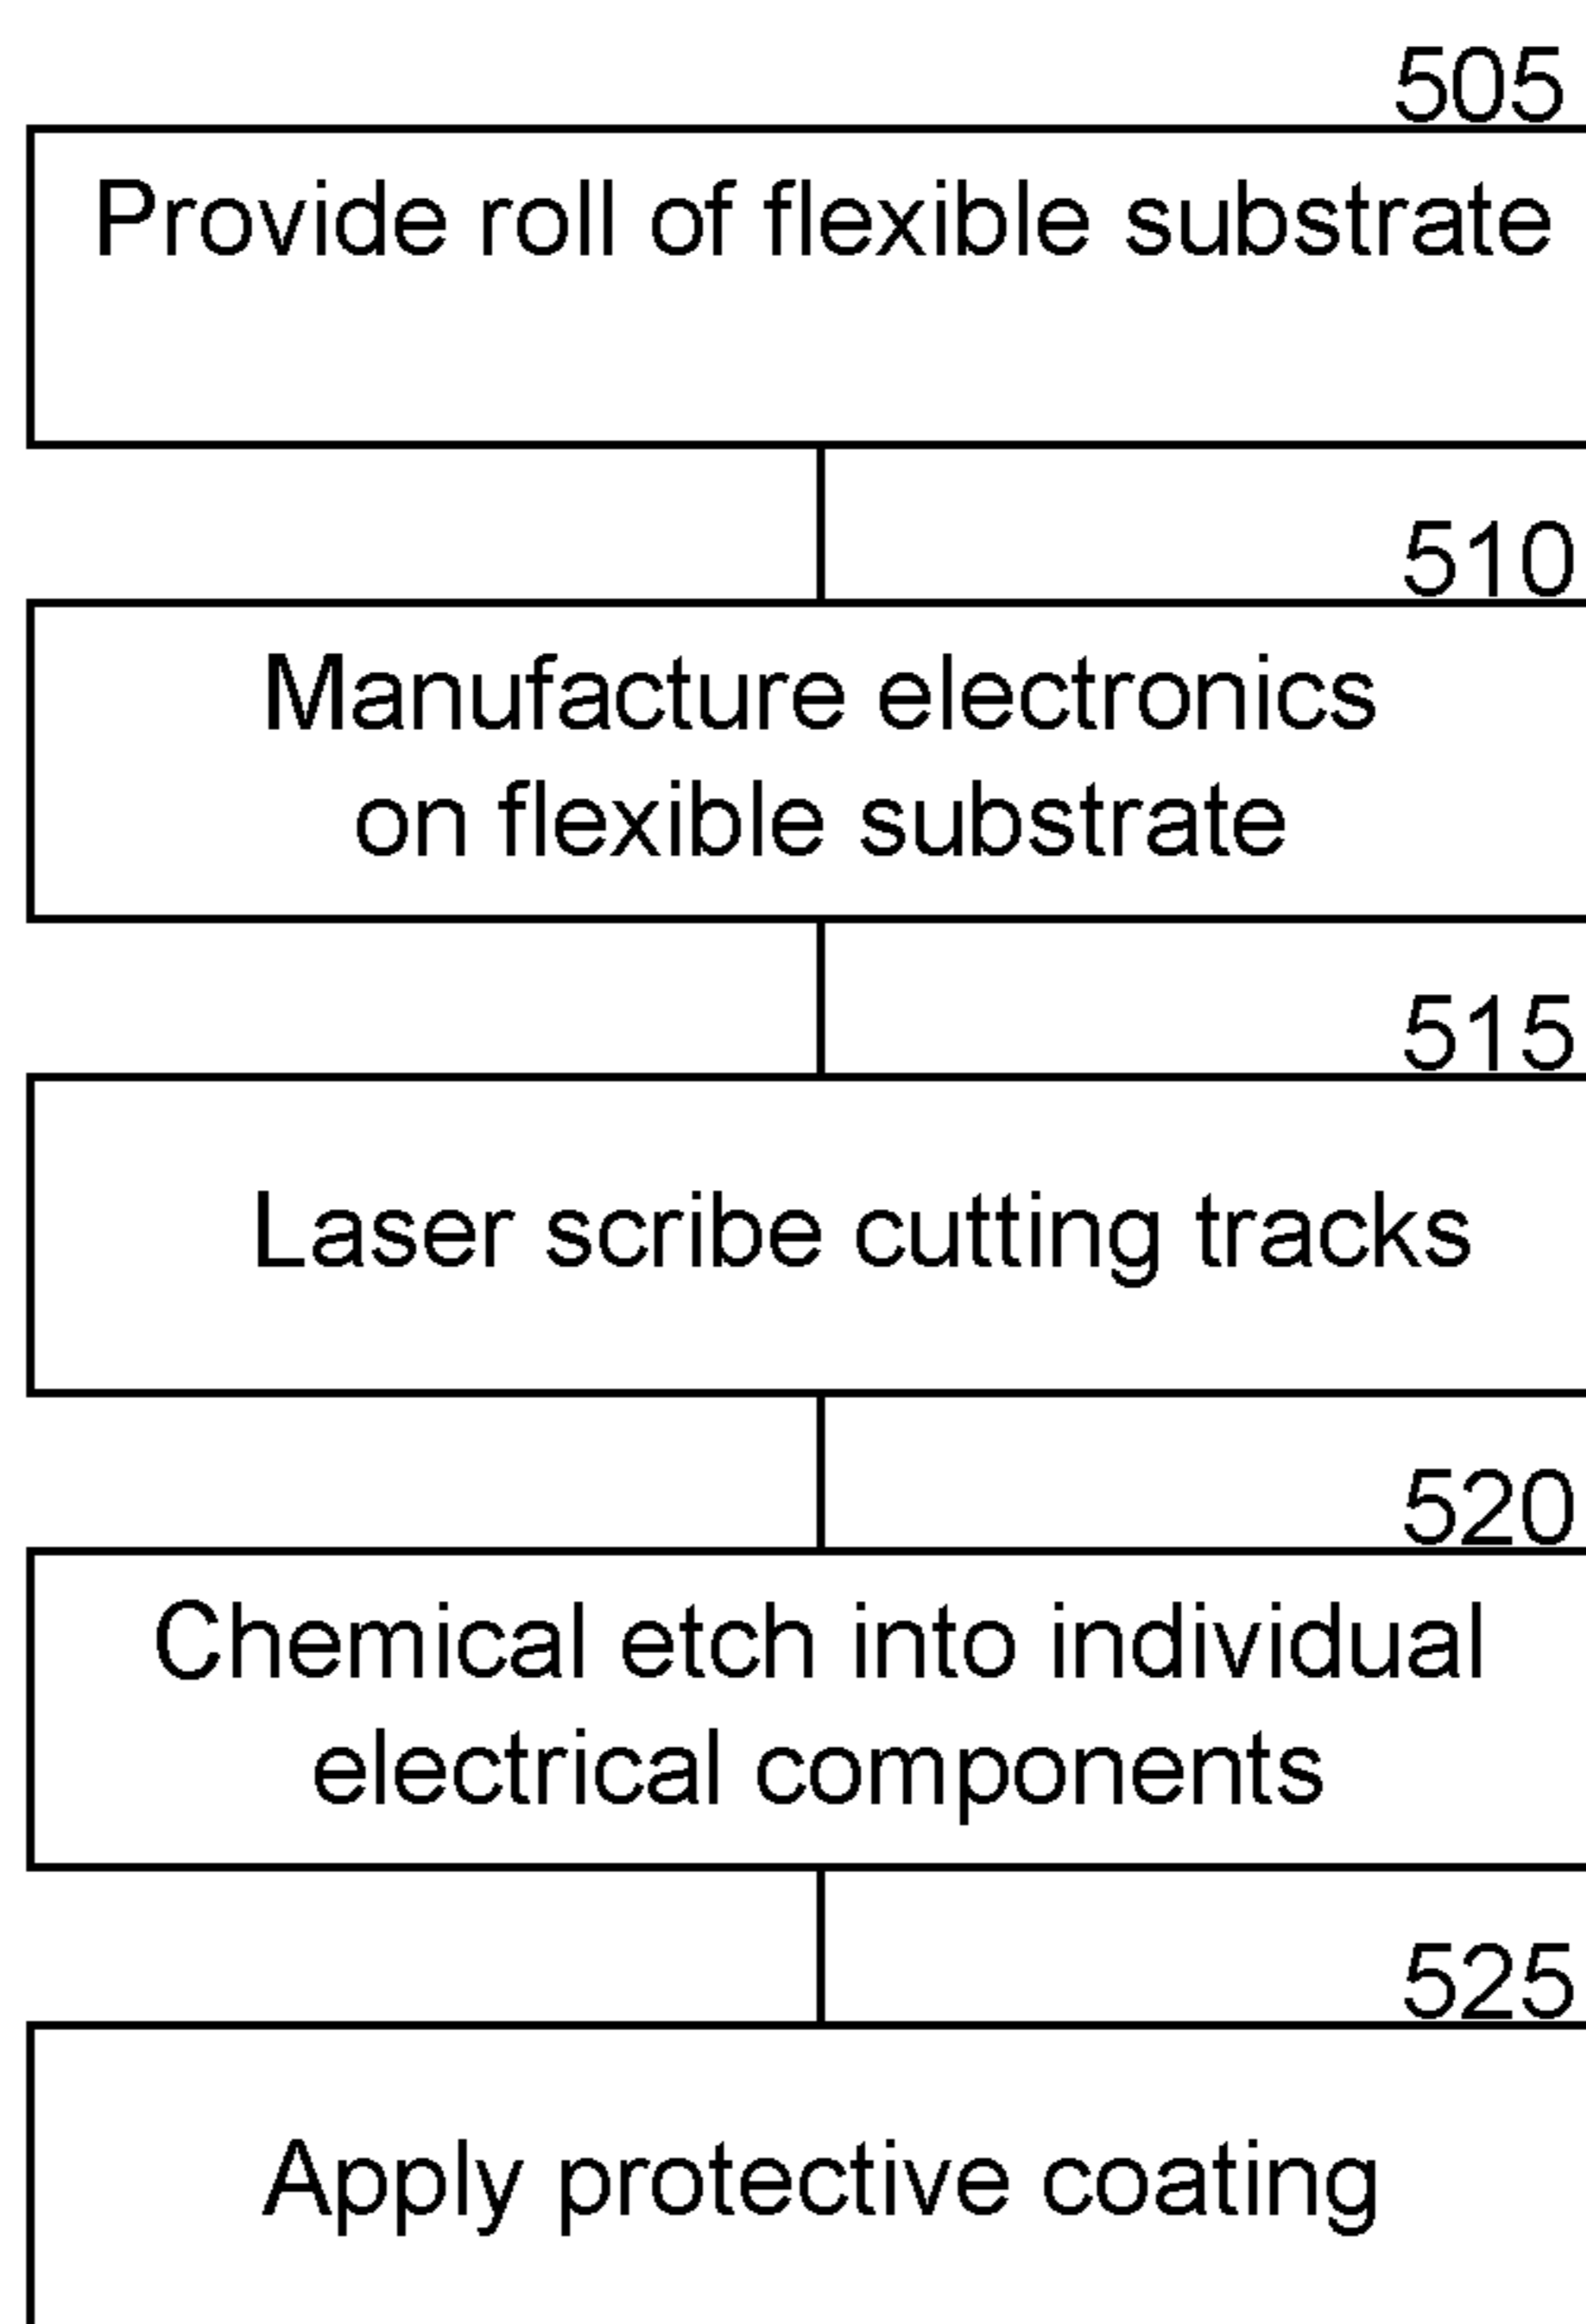 505
Provide roll of flexible substrate
510
Manufacture electronics
on flexible substrate
515
Laser scribe cutting tracks
520
Chemical etch into individual
electrical components
525
Apply protective coating